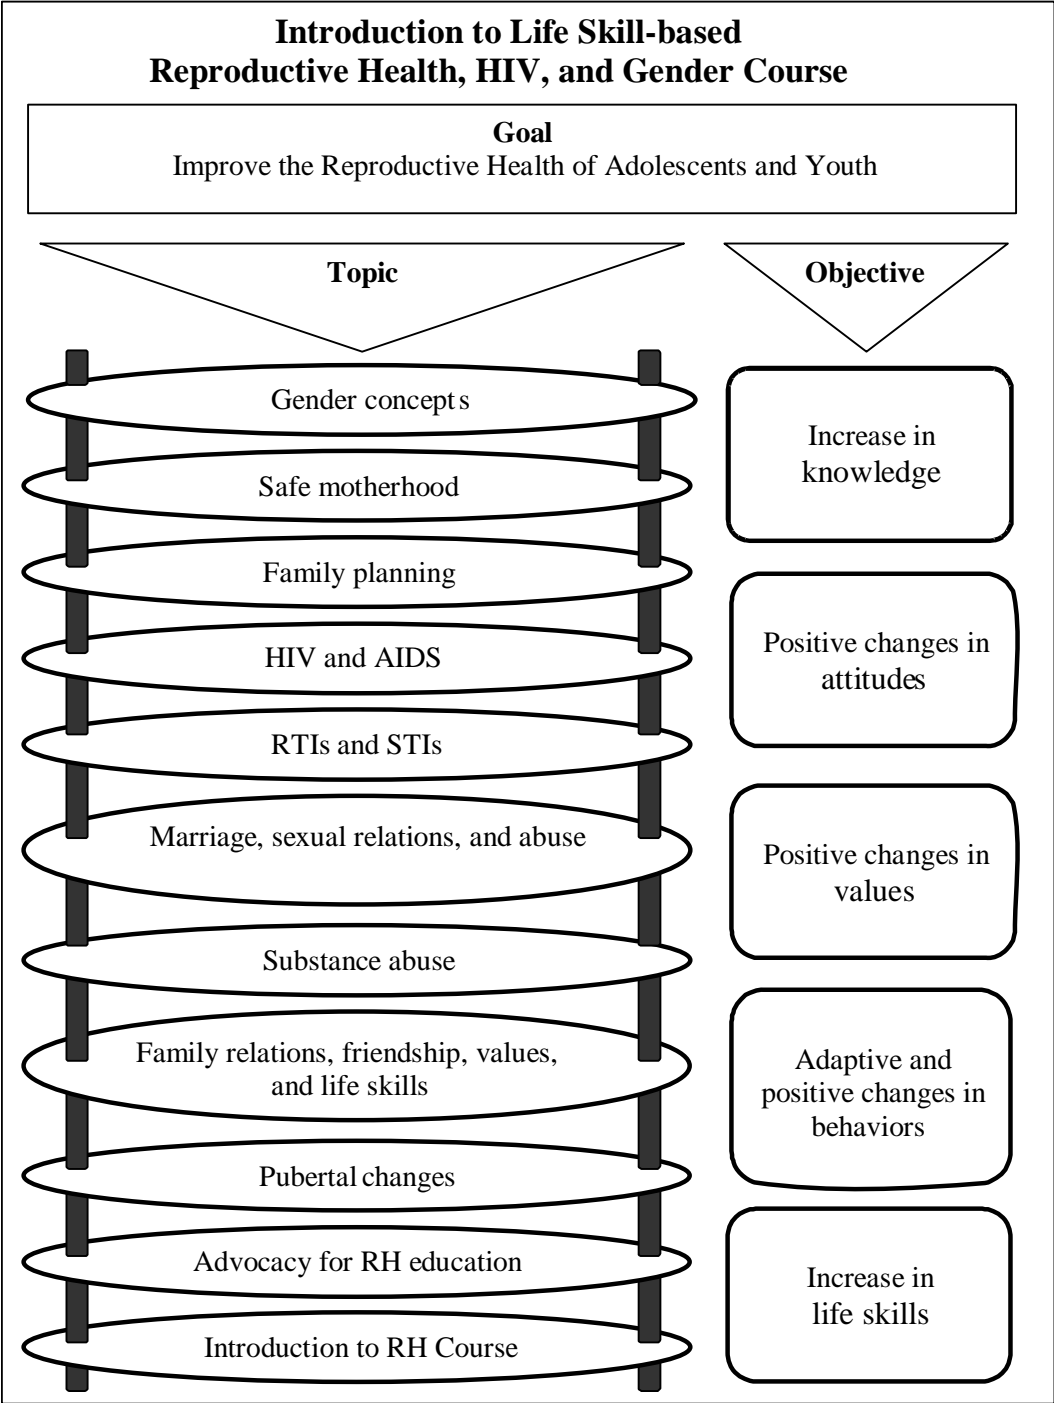 Introduction to Life Skill-based
Reproductive Health, HIV, and Gender Course
Goal
Improve the Reproductive Health of Adolescents and Youth
Topic
Gender concepts
Safe motherhood
Family planning
HIV and AIDS
RTIs and STIs
Marriage, sexual relations, and abuse
Substance abuse
Family relations, friendship, values,
and life skills
Pubertal changes
Advocacy for RH education
Introduction to RH Course
Objective
Increase in
knowledge
Positive changes in
attitudes
Positive changes in
values
Adaptive and
positive changes in
behaviors
Increase in
life skills